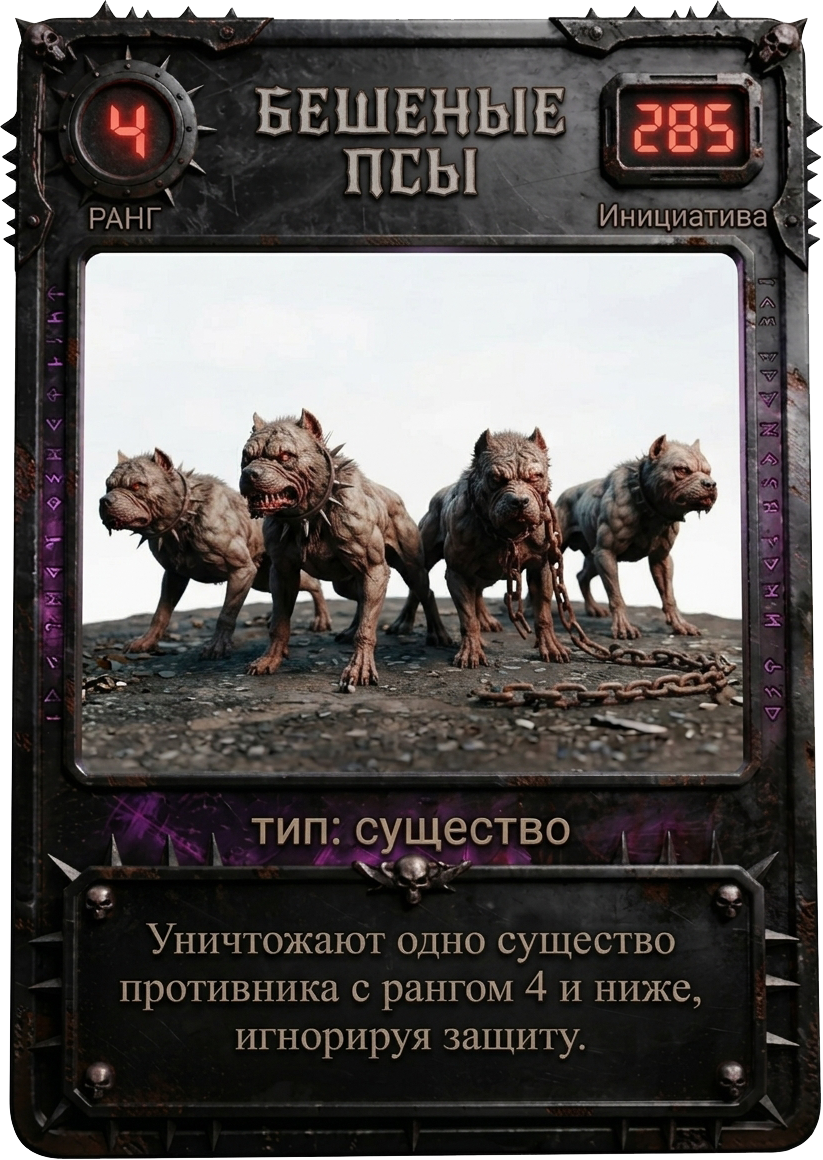 4
БЕШЕНЫЕ
ПСЫ
285
РАНГ
Инициатива
тип: существо
Уничтожают одно существо
противника с рангом 4 и ниже,
игнорируя защиту.